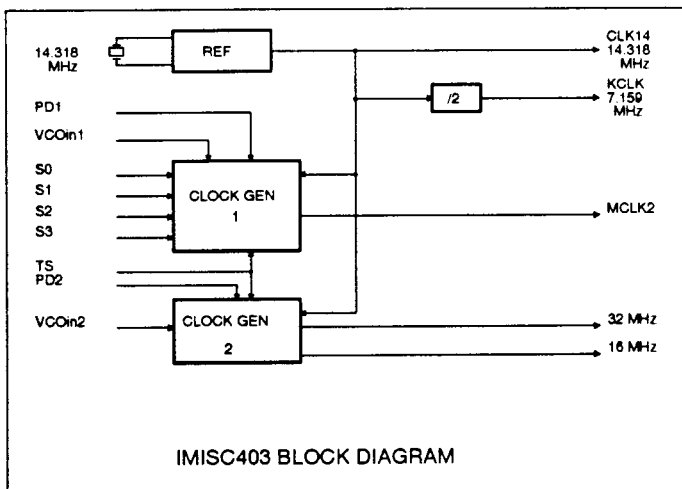 14.318
MHz
REF
CLK14
14.318
MHz
KCLK
7.159
MHz
/2
PD1
VCOin1
S0
S1
S2
S3
CLOCK GEN
1
MCLK2
TS
PD2
VCOin2
CLOCK GEN
2
32 MHz
16 MHz
IMISC403 BLOCK DIAGRAM